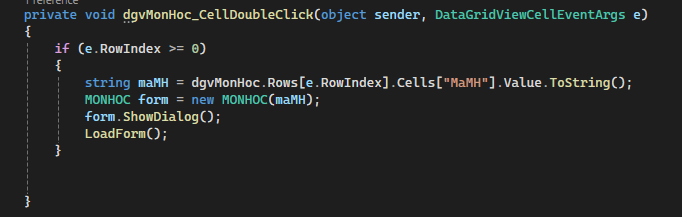 1 reference
private void dgvMonHoc_CellDoubleClick(object sender, DataGridViewCellEventArgs e)
{
    if (e.RowIndex >= 0)
    {
        string maMH = dgvMonHoc.Rows[e.RowIndex].Cells["MaMH"].Value.ToString();
        MONHOC form = new MONHOC(maMH);
        form.ShowDialog();
        LoadForm();
    }
}